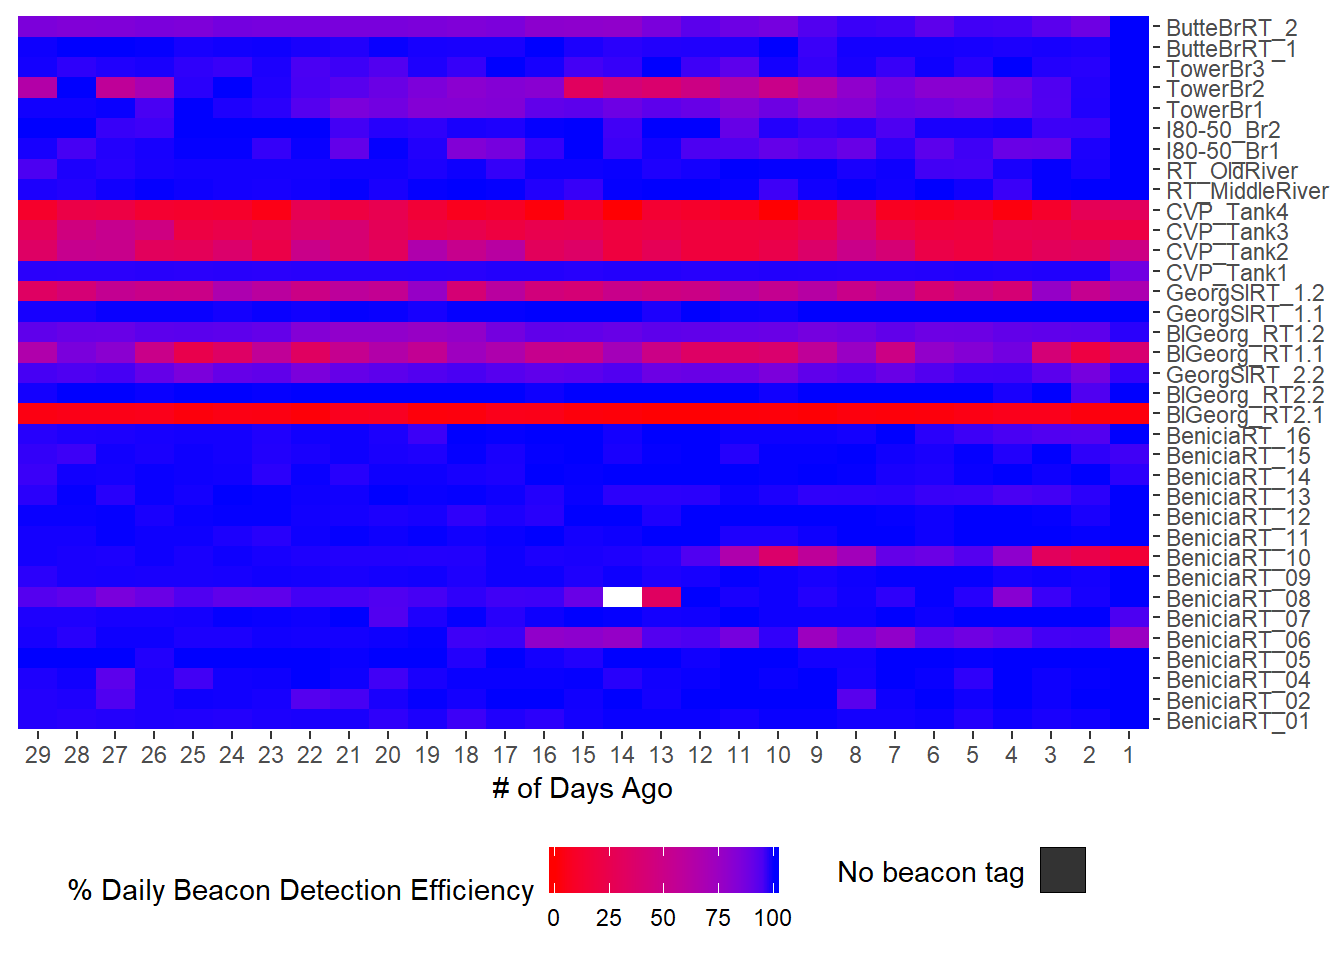 ButteBrRT_2
ButteBrRT_1
TowerBr3
TowerBr2
TowerBr1
I80-50_Br2
I80-50_Br1
RT_OldRiver
RT_MiddleRiver
CVP_Tank4
CVP_Tank3
CVP_Tank2
CVP_Tank1
GeorgSlRT_1.2
GeorgSlRT_1.1
BlGeorg_RT1.2
BlGeorg_RT1.1
GeorgSlRT_2.2
BlGeorg_RT2.2
BlGeorg_RT2.1
BeniciaRT_16
BeniciaRT_15
BeniciaRT_14
BeniciaRT_13
BeniciaRT_12
BeniciaRT_11
BeniciaRT_10
BeniciaRT_09
BeniciaRT_08
BeniciaRT_07
BeniciaRT_06
BeniciaRT_05
BeniciaRT_04
BeniciaRT_02
BeniciaRT_01
29 28 27 26 25 24 23 22 21 20 19 18 17 16 15 14 13 12 11 10 9 8 7 6 5 4 3 2 1
# of Days Ago
% Daily Beacon Detection Efficiency
0 25 50 75 100
No beacon tag